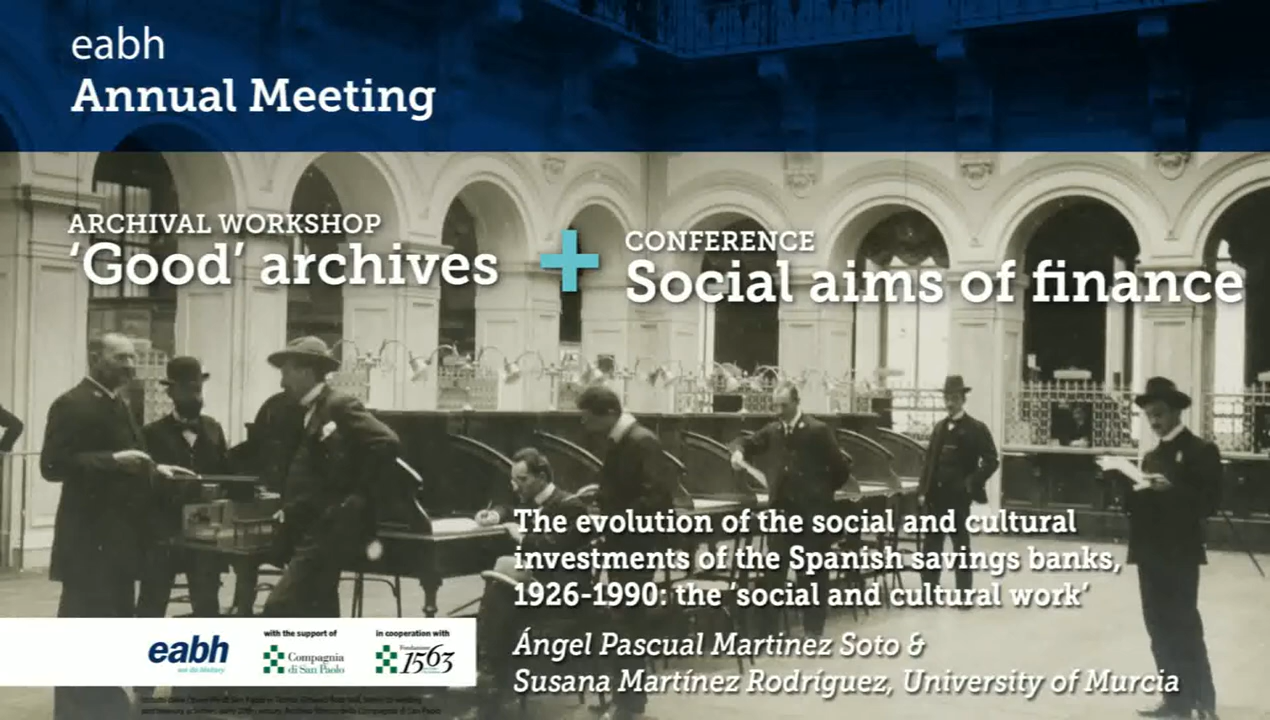 eabh
Annual Meeting
ARCHIVAL WORKSHOP
‘Good’ archives
+
CONFERENCE
Social aims of finance
The evolution of the social and cultural
investments of the Spanish savings banks,
1926-1990: the ‘social and cultural work’
Ángel Pascual Martinez Soto &
Susana Martínez Rodríguez, University of Murcia
eabh
with the support of
Compagnia
di San Paolo
in cooperation with
Fondazione
1563